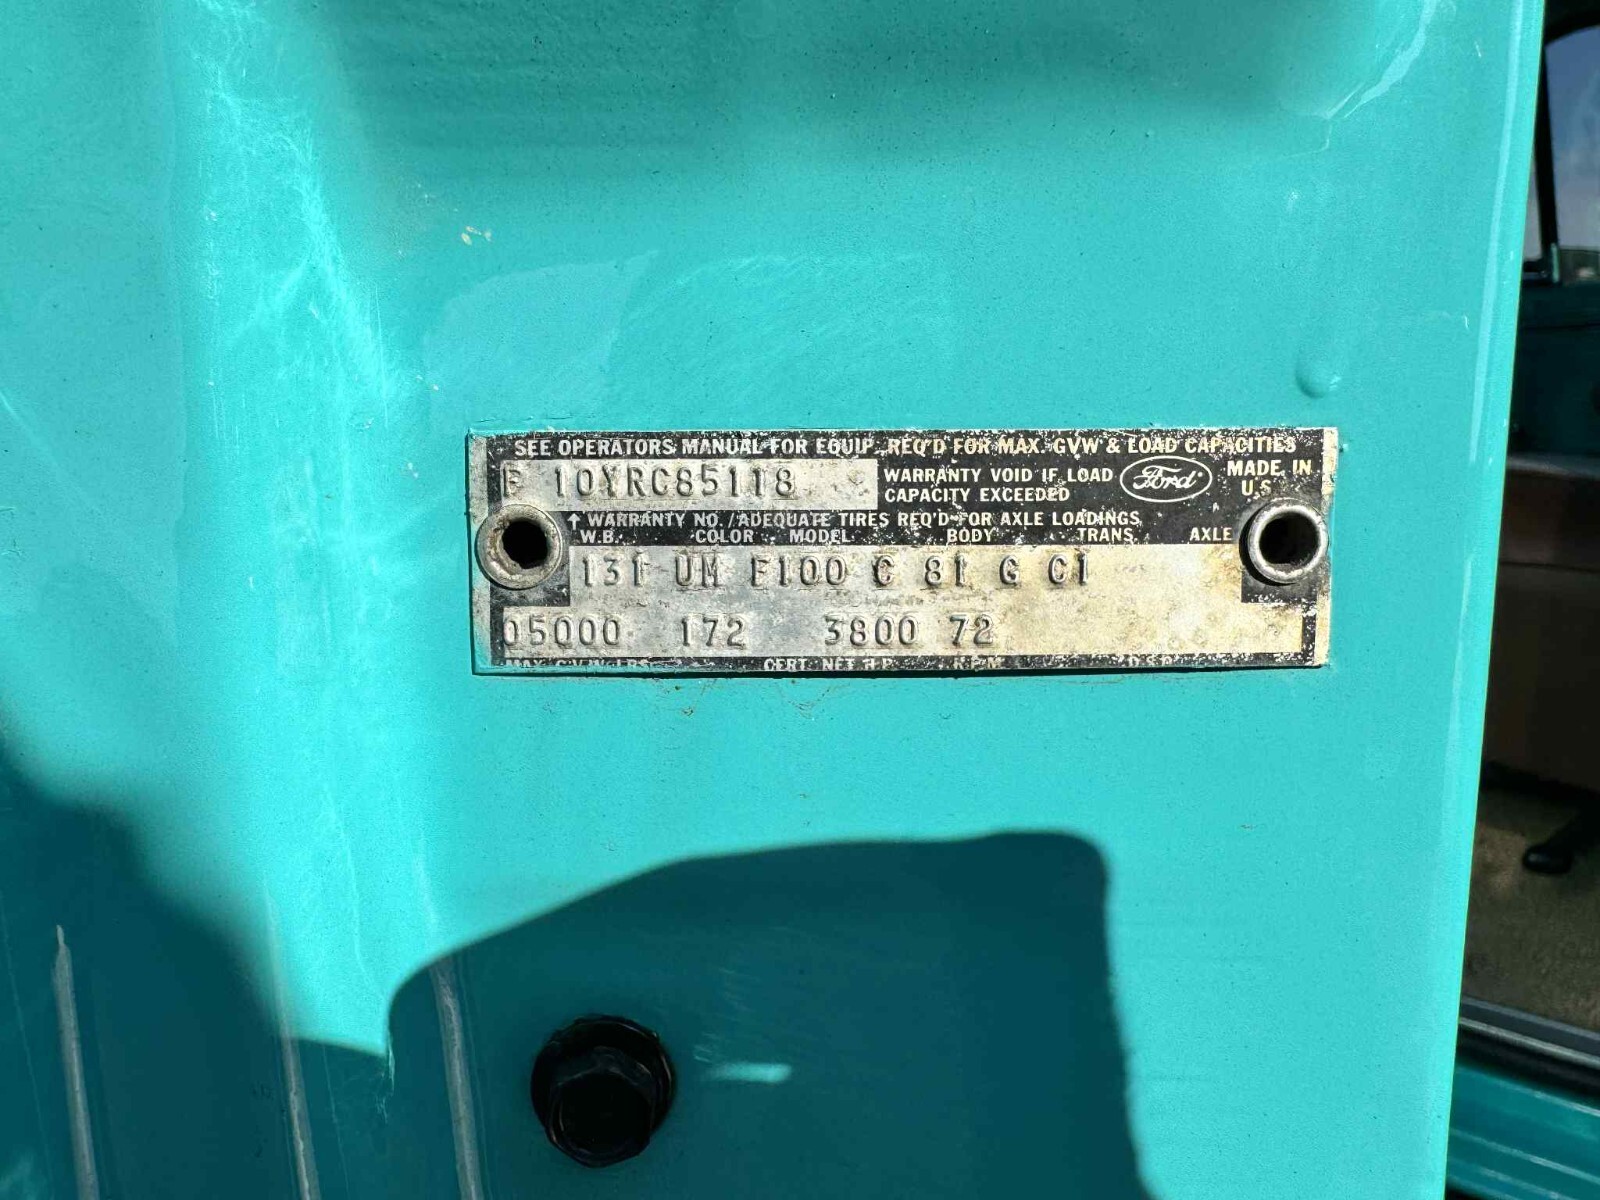 SEE OPERATORS MANUAL FOR EQUIP. REQ'D FOR MAX. GVW & LOAD CAPACITIES
F 10YRC85118
WARRANTY VOID IF LOAD
CAPACITY EXCEEDED
Ford
MADE IN
U.S.
↑ WARRANTY NO./ADEQUATE TIRES REQ'D FOR AXLE LOADINGS
W.B. COLOR MODEL BODY TRANS. AXLE
131 UM F100 C 81 G C1
05000 172 3800 72
MAX. G.V.W. LBS. CERT. NET H.P. R.P.M. D.S.O.